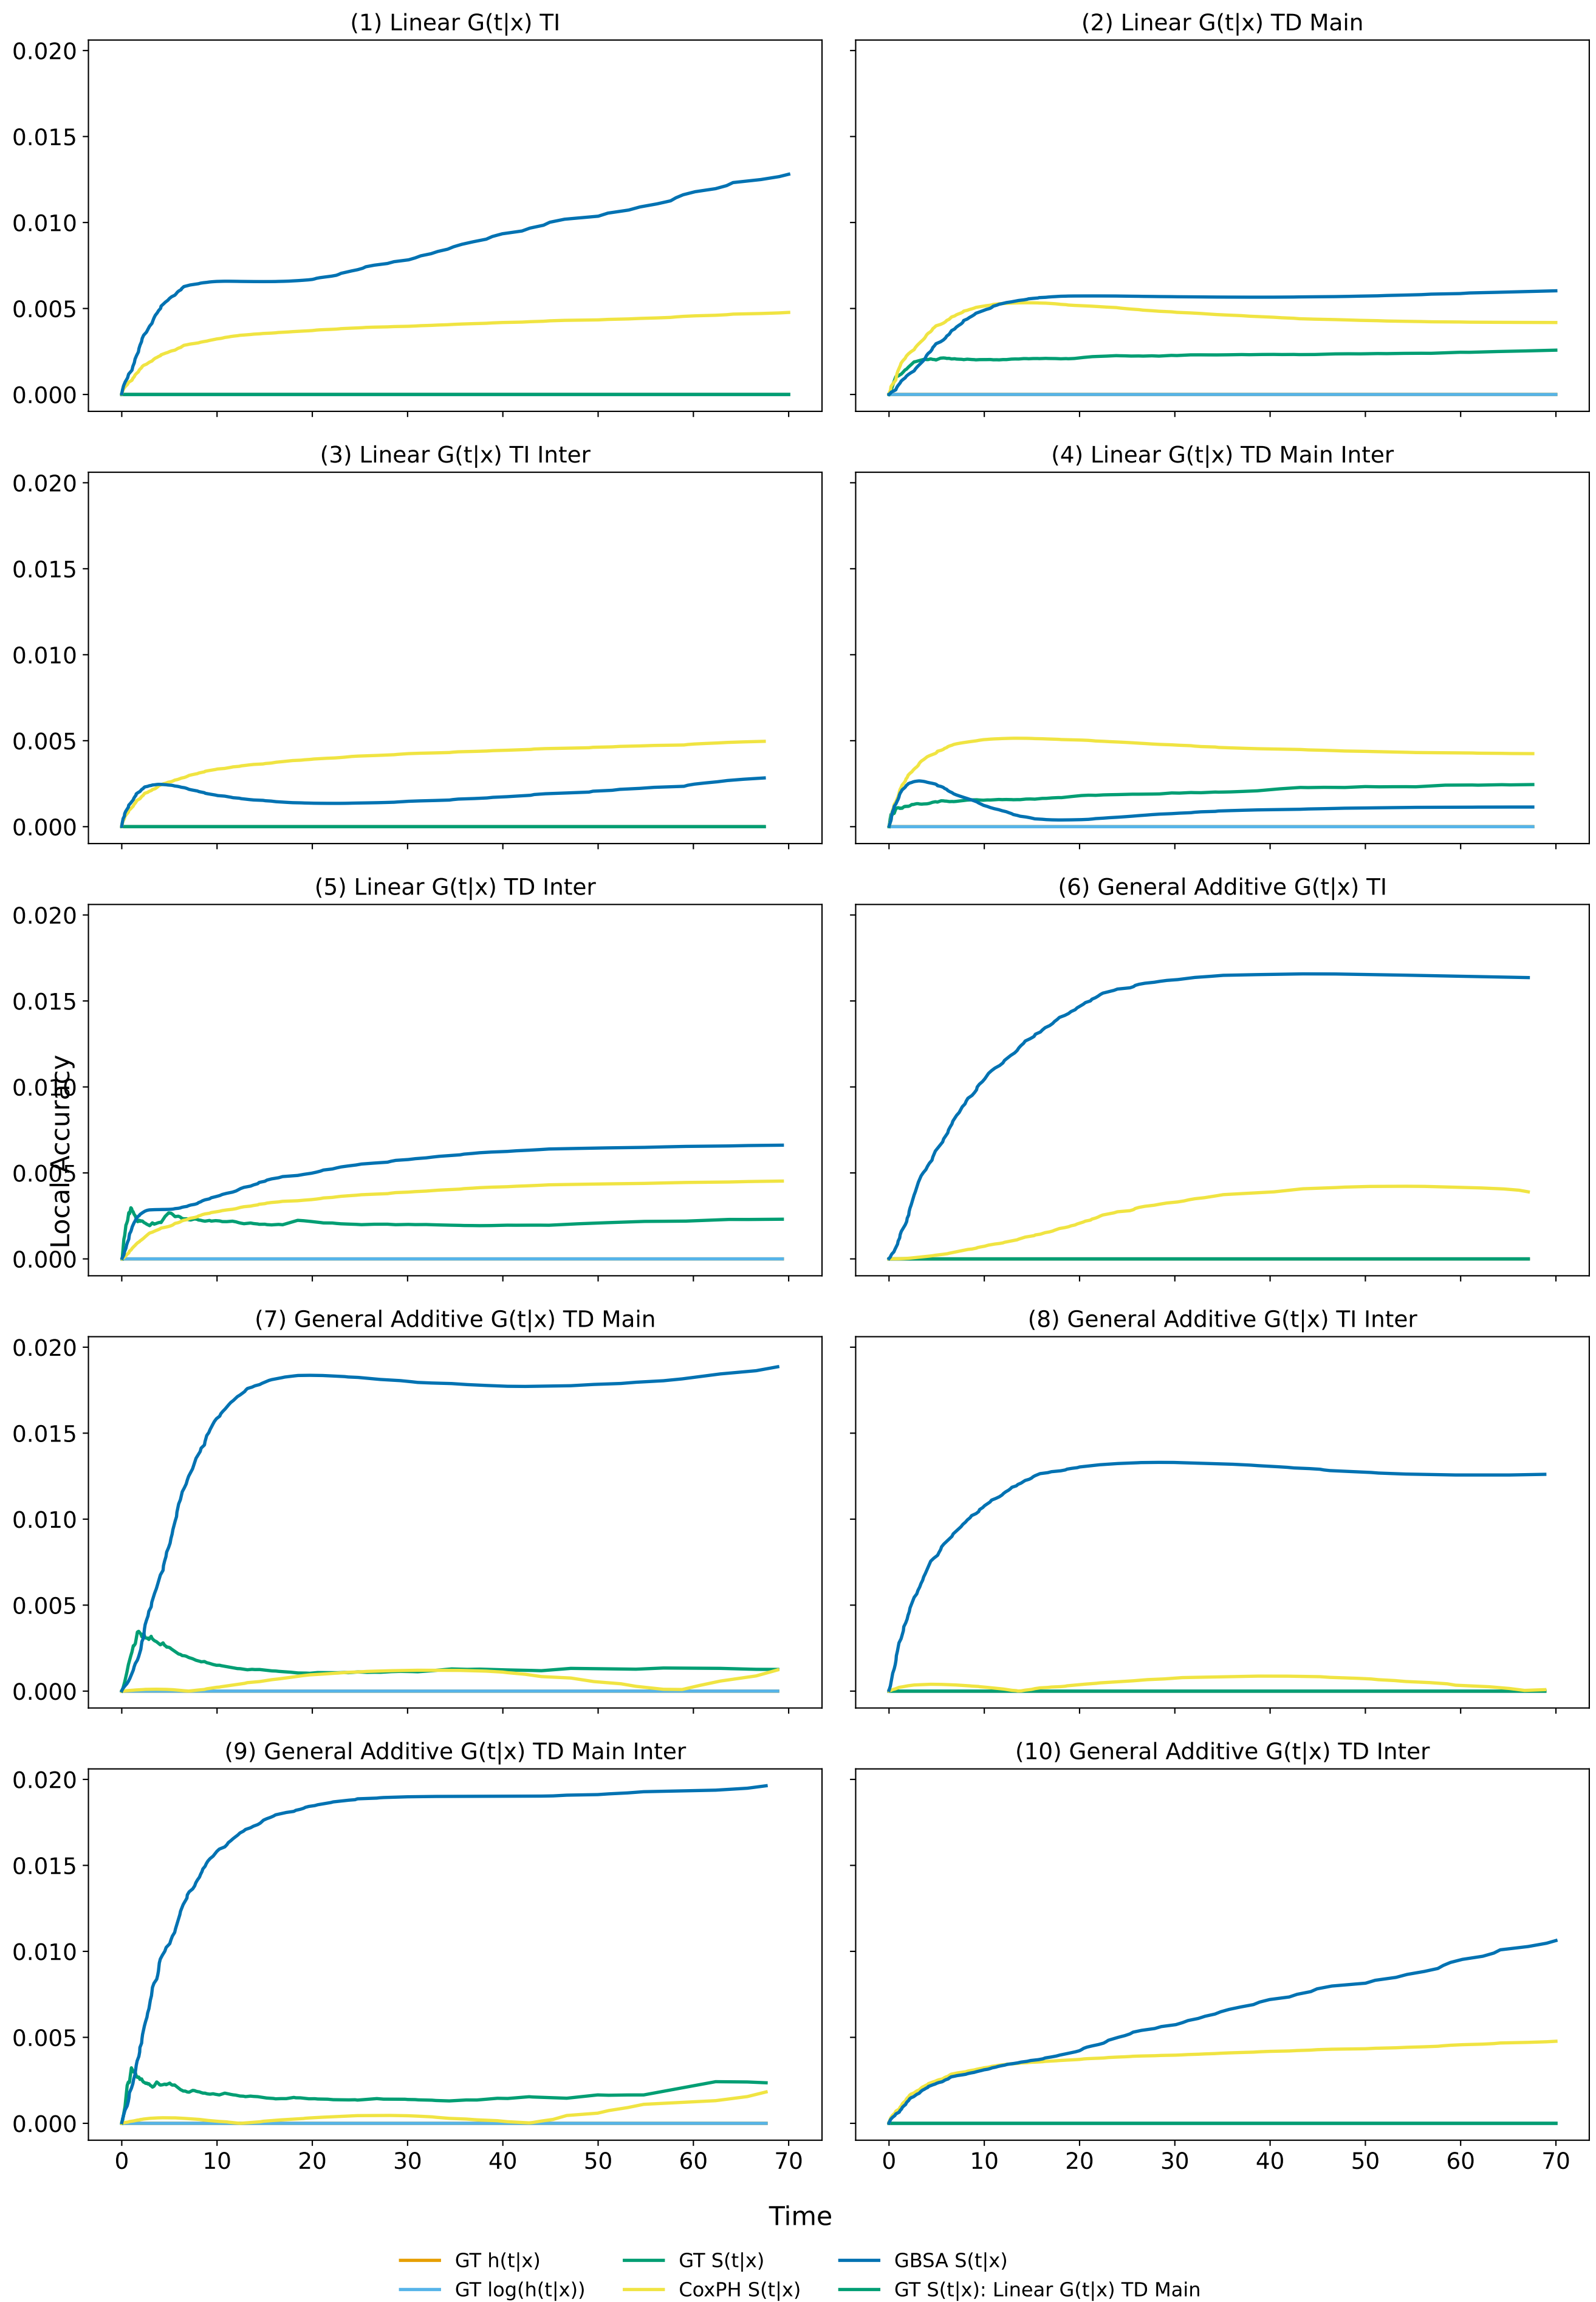 (1) Linear G(t|x) TI
(2) Linear G(t|x) TD Main
0.020
0.015
0.010
0.005
0.000
(3) Linear G(t|x) TI Inter
(4) Linear G(t|x) TD Main Inter
0.020
0.015
0.010
0.005
0.000
(5) Linear G(t|x) TD Inter
(6) General Additive G(t|x) TI
0.020
0.015
0.010
0.005
0.000
Local Accuracy
(7) General Additive G(t|x) TD Main
(8) General Additive G(t|x) TI Inter
0.020
0.015
0.010
0.005
0.000
(9) General Additive G(t|x) TD Main Inter
(10) General Additive G(t|x) TD Inter
0.020
0.015
0.010
0.005
0.000
0 10 20 30 40 50 60 70
0 10 20 30 40 50 60 70
Time
GT h(t|x)
GT log(h(t|x))
GT S(t|x)
CoxPH S(t|x)
GBSA S(t|x)
GT S(t|x): Linear G(t|x) TD Main